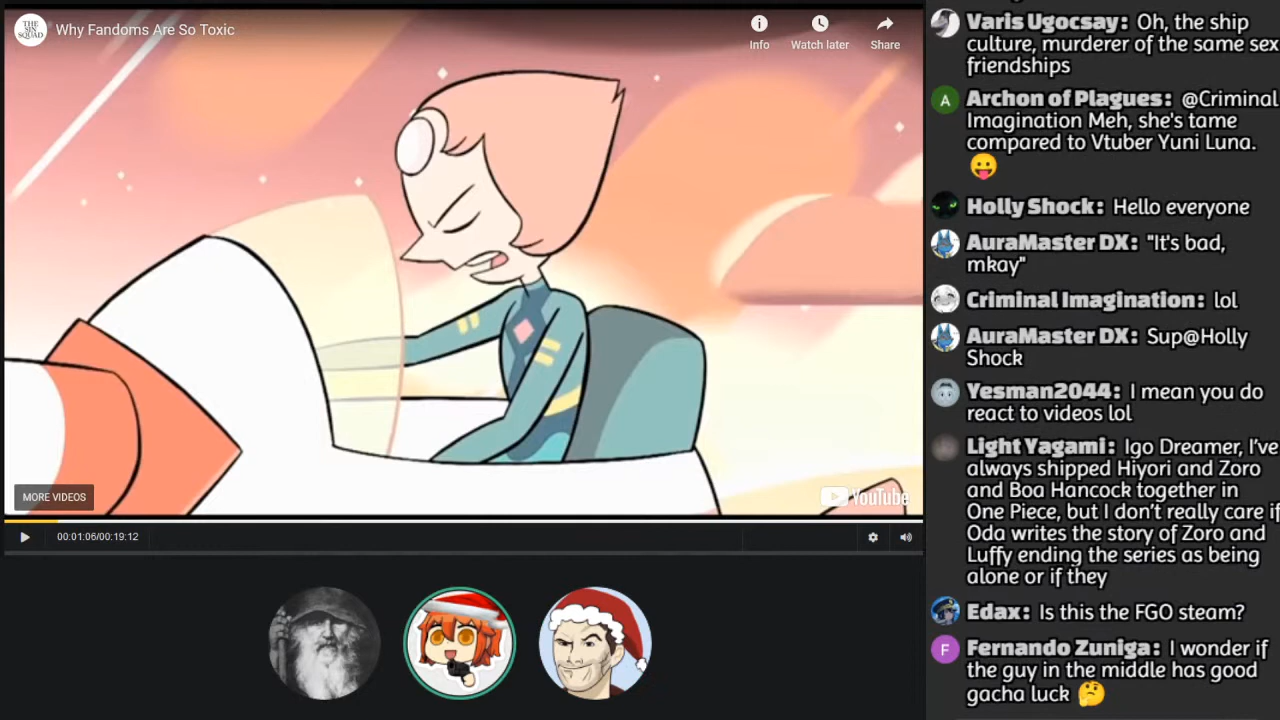 THE
SIN
SQUAD
Why Fandoms Are So Toxic
Info
Watch later
Share
MORE VIDEOS
YouTube
00:01:06/00:19:12
Varis Ugocsay: Oh, the ship
culture, murderer of the same sex
friendships
A
Archon of Plagues: @Criminal
Imagination Meh, she's tame
compared to Vtuber Yuni Luna.
😛
Holly Shock: Hello everyone
AuraMaster DX: "It's bad,
mkay"
Criminal Imagination: lol
AuraMaster DX: Sup@Holly
Shock
Yesman2044: I mean you do
react to videos lol
Light Yagami: Igo Dreamer, I've
always shipped Hiyori and Zoro
and Boa Hancock together in
One Piece, but I don't really care if
Oda writes the story of Zoro and
Luffy ending the series as being
alone or if they
Edax: Is this the FGO steam?
F
Fernando Zuniga: I wonder if
the guy in the middle has good
gacha luck 🤔